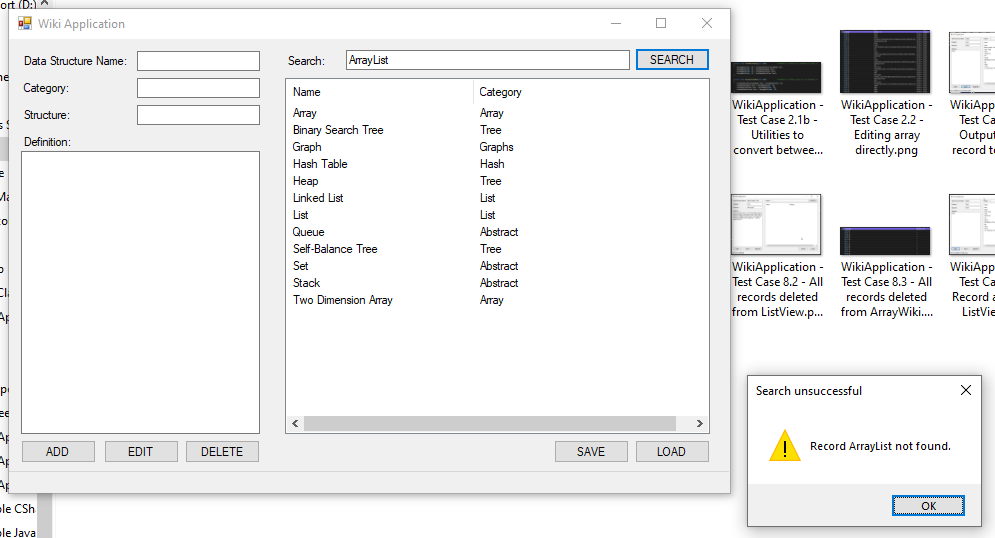 ort (D:)
Wiki Application
Data Structure Name:
Category:
Structure:
Definition:
ADD
EDIT
DELETE
Search:
ArrayList
SEARCH
Name Category
Array Array
Binary Search Tree Tree
Graph Graphs
Hash Table Hash
Heap Tree
Linked List List
List List
Queue Abstract
Self-Balance Tree Tree
Set Abstract
Stack Abstract
Two Dimension Array Array
SAVE
LOAD
WikiApplication -
Test Case 2.1b -
Utilities to
convert betwee...
WikiApplication -
Test Case 2.2 -
Editing array
directly.png
WikiAp
Test Ca
Output
record to
WikiApplication -
Test Case 8.2 - All
records deleted
from ListView.p...
WikiApplication -
Test Case 8.3 - All
records deleted
from ArrayWiki....
WikiAp
Test Ca
Record a
ListVie
Search unsuccessful
Record ArrayList not found.
OK
ole CSh
ole Java